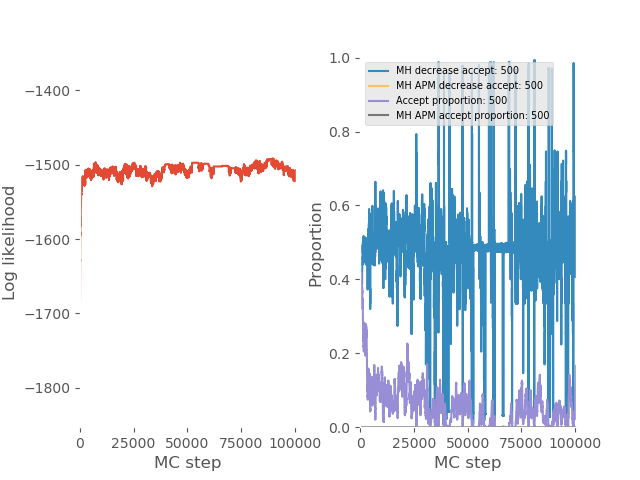 −1400
−1500
−1600
−1700
−1800
Log likelihood
0
25000
50000
75000
100000
MC step
1.0
0.8
0.6
0.4
0.2
0.0
Proportion
MH decrease accept: 500
MH APM decrease accept: 500
Accept proportion: 500
MH APM accept proportion: 500
0
25000
50000
75000
100000
MC step